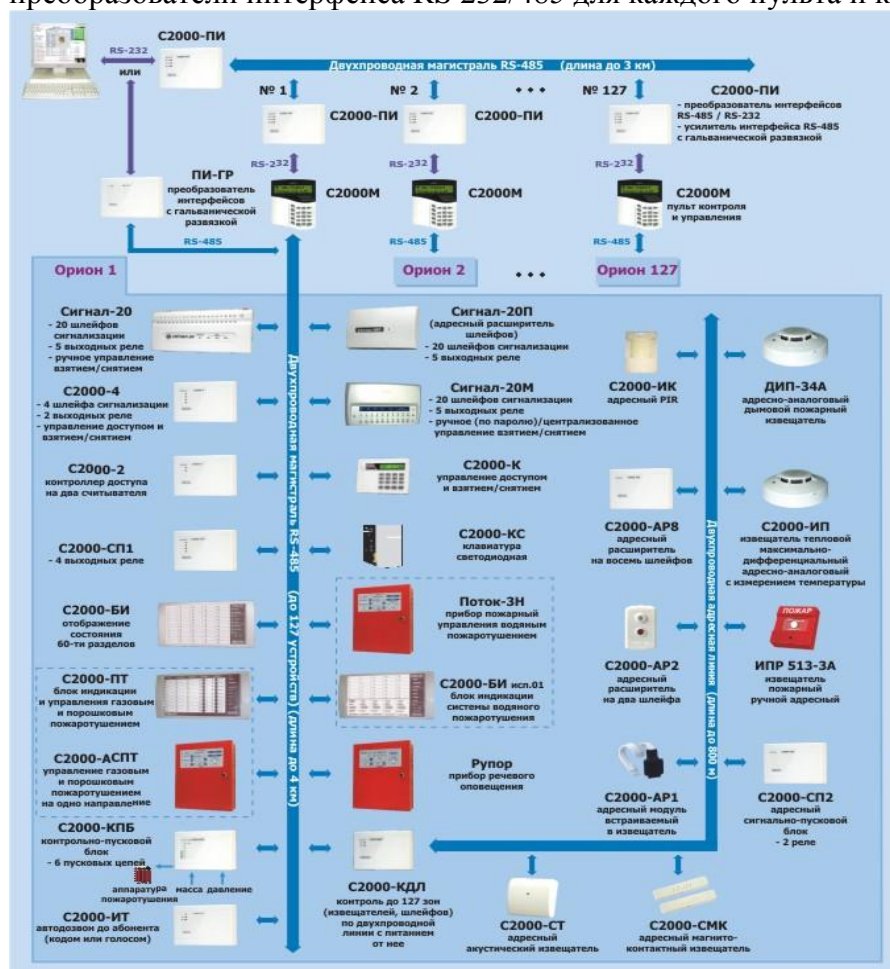 преобразователи интерфейса RS 232/485 для каждого пульта и к
RS-232
или
С2000-ПИ
Двухпроводная магистраль RS-485 (длина до 3 км)
№ 1
№ 2
• • •
№ 127
С2000-ПИ
С2000-ПИ
С2000-ПИ
- преобразователь интерфейсов
RS-485 / RS-232
- усилитель интерфейса RS-485
с гальванической развязкой
RS-232
RS-232
RS-232
ПИ-ГР
преобразователь
интерфейсов
с гальванической
развязкой
С2000М
С2000М
С2000М
пульт контроля
и управления
RS-485
RS-485
RS-485
Орион 1
Орион 2
• • •
Орион 127
Двухпроводная магистраль RS-485 (до 127 устройств) (длина до 4 км)
Сигнал-20
- 20 шлейфов
сигнализации
- 5 выходных реле
- ручное управление
взятием/снятием
Сигнал-20П
(адресный расширитель
шлейфов)
- 20 шлейфов сигнализации
- 5 выходных реле
С2000-4
- 4 шлейфа сигнализации
- 2 выходных реле
- управление доступом и
взятием/снятием
Сигнал-20М
- 20 шлейфов сигнализации
- 5 выходных реле
- ручное (по паролю)/централизованное
управление взятием/снятием
С2000-2
контроллер доступа
на два считывателя
С2000-К
управление доступом
и взятием/снятием
С2000-СП1
- 4 выходных реле
С2000-КС
клавиатура
светодиодная
С2000-БИ
отображение
состояния
60-ти разделов
Поток-3Н
прибор пожарный
управления водяным
пожаротушением
С2000-ПТ
блок индикации
и управления газовым
и порошковым
пожаротушением
С2000-БИ исп.01
блок индикации
системы водяного
пожаротушения
С2000-АСПТ
управление газовым
и порошковым
пожаротушением
на одно направление
Рупор
прибор речевого
оповещения
С2000-КПБ
контрольно-пусковой
блок
- 6 пусковых цепей
аппаратура
пожаротушения
масса давление
С2000-КДЛ
контроль до 127 зон
(извещателей, шлейфов)
по двухпроводной
линии с питанием
от нее
С2000-ИТ
автодозвон до абонента
(кодом или голосом)
Двухпроводная адресная линия (длина до 800 м)
С2000-ИК
адресный PIR
ДИП-34А
адресно-аналоговый
дымовой пожарный
извещатель
С2000-АР8
адресный
расширитель
на восемь шлейфов
С2000-ИП
извещатель тепловой
максимально-
дифференциальный
адресно-аналоговый
с измерением температуры
С2000-АР2
адресный
расширитель
на два шлейфа
ПОЖАР
ИПР 513-3А
извещатель
пожарный
ручной адресный
С2000-АР1
адресный модуль
встраиваемый
в извещатель
С2000-СП2
адресный
сигнально-пусковой
блок
- 2 реле
С2000-СТ
адресный
акустический извещатель
С2000-СМК
адресный магнито-
контактный извещатель